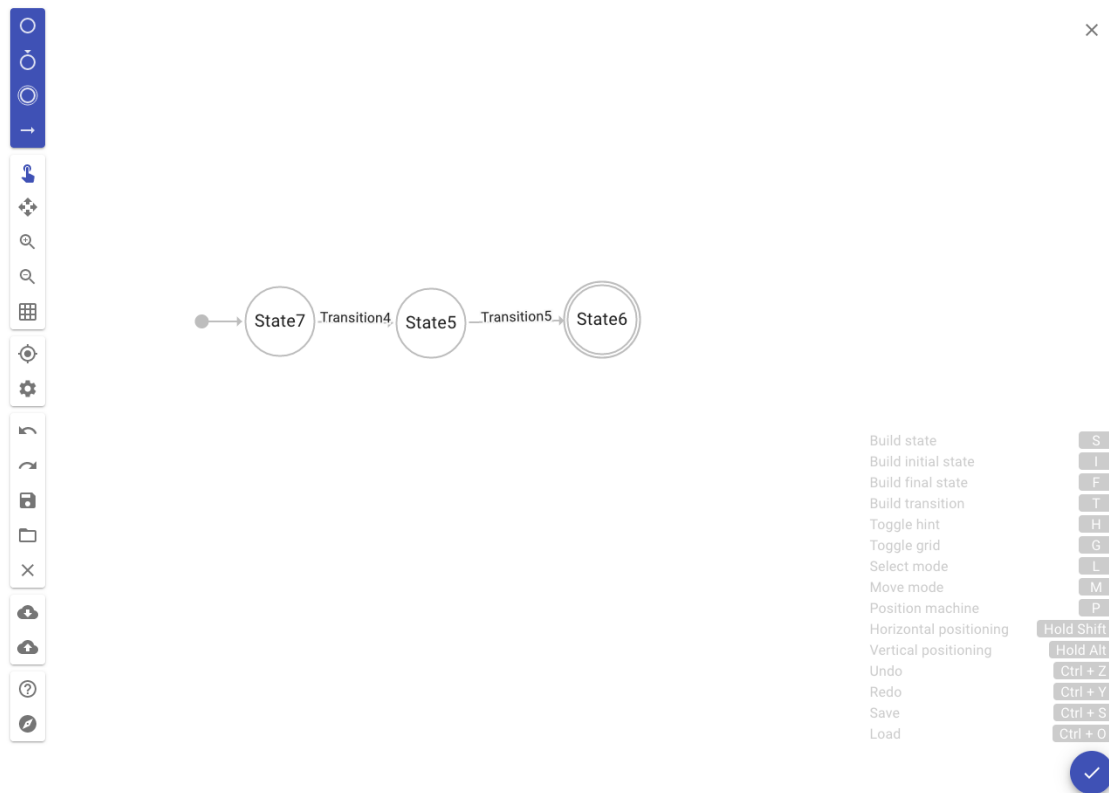 State7
Transition4
State5
Transition5
State6
Build state S
Build initial state I
Build final state F
Build transition T
Toggle hint H
Toggle grid G
Select mode L
Move mode M
Position machine P
Horizontal positioning Hold Shift
Vertical positioning Hold Alt
Undo Ctrl + Z
Redo Ctrl + Y
Save Ctrl + S
Load Ctrl + O